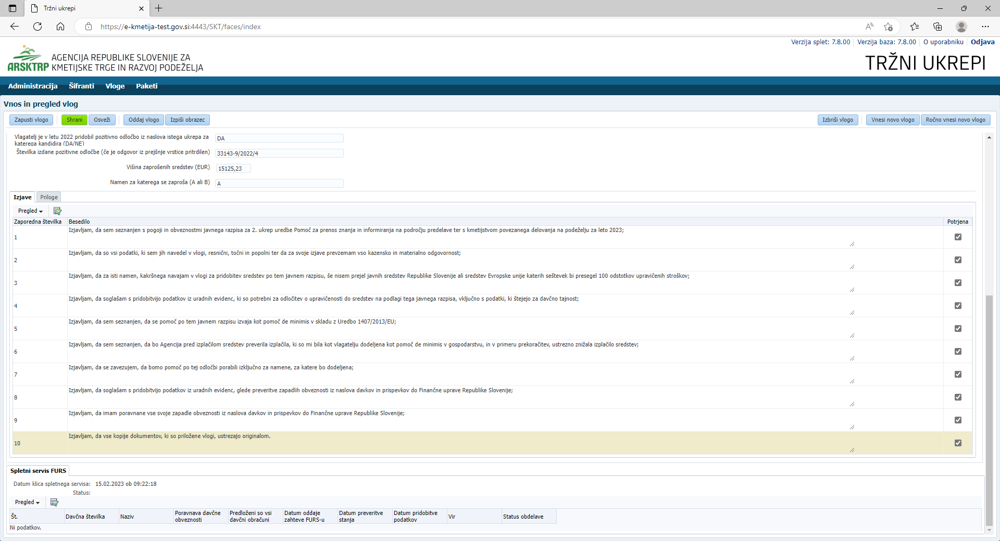 Tržni ukrepi
https://e-kmetija-test.gov.si:4443/SKT/faces/index
Verzija splet: 7.8.00 Verzija baza: 7.8.00 O uporabniku Odjava
ARSKTRP
AGENCIJA REPUBLIKE SLOVENIJE ZA
KMETIJSKE TRGE IN RAZVOJ PODEŽELJA
TRŽNI UKREPI
Administracija Šifranti Vloge Paketi
Vnos in pregled vlog
Zapusti vlogo Shrani Osveži Oddaj vlogo Izpiši obrazec Izbriši vlogo Vnesi novo vlogo Ročno vnesi novo vlogo
Vlagatelj je v letu 2022 pridobil pozitivno odločbo iz naslova istega ukrepa za
katerega kandidira (DA/NE)
DA
Številka izdane pozitivne odločbe (če je odgovor iz prejšnje vrstice pritrdilen) 33143-9/2022/4
Višina zaprošenih sredstev (EUR) 15125,23
Namen za katerega se zaproša (A ali B) A
Izjave Priloge
Pregled
Zaporedna številka Besedilo Potrjena
1 Izjavljam, da sem seznanjen s pogoji in obveznostmi javnega razpisa za 2. ukrep uredbe Pomoč za prenos znanja in informiranja na področju predelave ter s kmetijstvom povezanega delovanja na podeželju za leto 2023;
2 Izjavljam, da so vsi podatki, ki sem jih navedel v vlogi, resnični, točni in popolni ter da za svoje izjave prevzemam vso kazensko in materialno odgovornost;
3 Izjavljam, da za isti namen, kakršnega navajam v vlogi za pridobitev sredstev po tem javnem razpisu, še nisem prejel javnih sredstev Republike Slovenije ali sredstev Evropske unije katerih seštevek bi presegel 100 odstotkov upravičenih stroškov;
4 Izjavljam, da soglašam s pridobitvijo podatkov iz uradnih evidenc, ki so potrebni za odločitev o upravičenosti do sredstev na podlagi tega javnega razpisa, vključno s podatki, ki štejejo za davčno tajnost;
5 Izjavljam, da sem seznanjen, da se pomoč po tem javnem razpisu izvaja kot pomoč de minimis v skladu z Uredbo 1407/2013/EU;
6 Izjavljam, da sem seznanjen, da bo Agencija pred izplačilom sredstev preverila izplačila, ki so mi bila kot vlagatelju dodeljena kot pomoč de minimis v gospodarstvu, in v primeru prekoračitev, ustrezno znižala izplačilo sredstev;
7 Izjavljam, da se zavezujem, da bomo pomoč po tej odločbi porabili izključno za namene, za katere bo dodeljena;
8 Izjavljam, da soglašam s pridobitvijo podatkov iz uradnih evidenc, glede preveritve zapadlih obveznosti iz naslova davkov in prispevkov do Finančne uprave Republike Slovenije;
9 Izjavljam, da imam poravnane vse svoje zapadle obveznosti iz naslova davkov in prispevkov do Finančne uprave Republike Slovenije;
10 Izjavljam, da vse kopije dokumentov, ki so priložene vlogi, ustrezajo originalom.
Spletni servis FURS
Datum klica spletnega servisa: 15.02.2023 ob 09:22:18
Status:
Pregled
Št. Davčna številka Naziv Poravnava davčne obveznosti Predloženi so vsi davčni obračuni Datum oddaje zahteve FURS-u Datum preveritve stanja Datum pridobitve podatkov Vir Status obdelave
Ni podatkov.